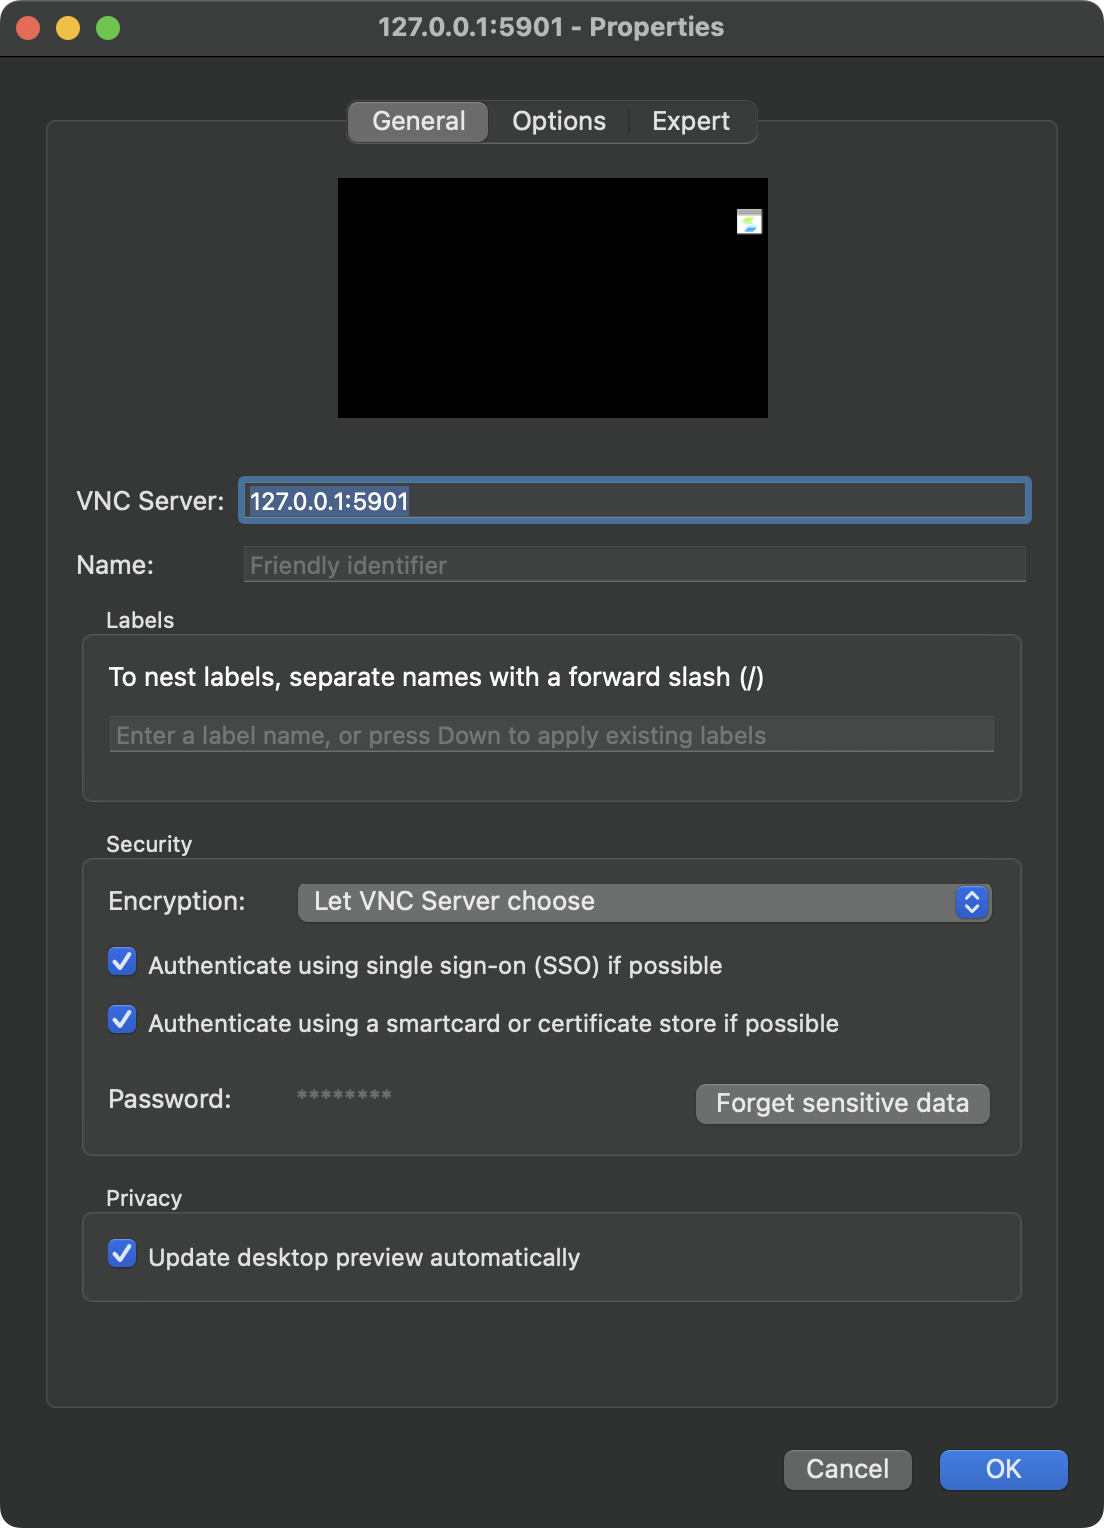 127.0.0.1:5901 - Properties
General Options Expert
VNC Server: 127.0.0.1:5901
Name: Friendly identifier
Labels
To nest labels, separate names with a forward slash (/)
Enter a label name, or press Down to apply existing labels
Security
Encryption: Let VNC Server choose
Authenticate using single sign-on (SSO) if possible
Authenticate using a smartcard or certificate store if possible
Password: ******** Forget sensitive data
Privacy
Update desktop preview automatically
Cancel OK